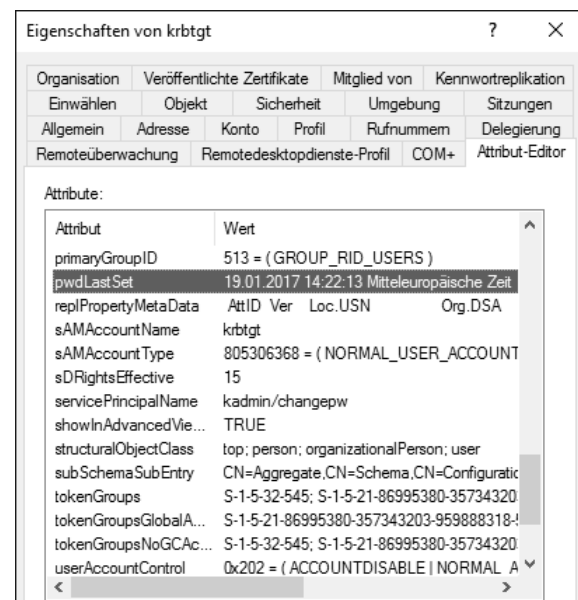 Eigenschaften von krbtgt ? ×
Organisation Veröffentlichte Zertifikate Mitglied von Kennwortreplikation
Einwählen Objekt Sicherheit Umgebung Sitzungen
Allgemein Adresse Konto Profil Rufnummern Delegierung
Remoteüberwachung Remotedesktopdienste-Profil COM+ Attribut-Editor
Attribute:
Attribut Wert
primaryGroupID 513 = ( GROUP_RID_USERS )
pwdLastSet 19.01.2017 14:22:13 Mitteleuropäische Zeit
replPropertyMetaData AttID Ver Loc.USN Org.DSA
sAMAccountName krbtgt
sAMAccountType 805306368 = ( NORMAL_USER_ACCOUNT
sDRightsEffective 15
servicePrincipalName kadmin/changepw
showInAdvancedVie... TRUE
structuralObjectClass top; person; organizationalPerson; user
subSchemaSubEntry CN=Aggregate,CN=Schema,CN=Configuratic
tokenGroups S-1-5-32-545; S-1-5-21-86995380-35734320
tokenGroupsGlobalA... S-1-5-21-86995380-357343203-959888318-
tokenGroupsNoGCAc... S-1-5-32-545; S-1-5-21-86995380-35734320
userAccountControl 0x202 = ( ACCOUNTDISABLE | NORMAL_A